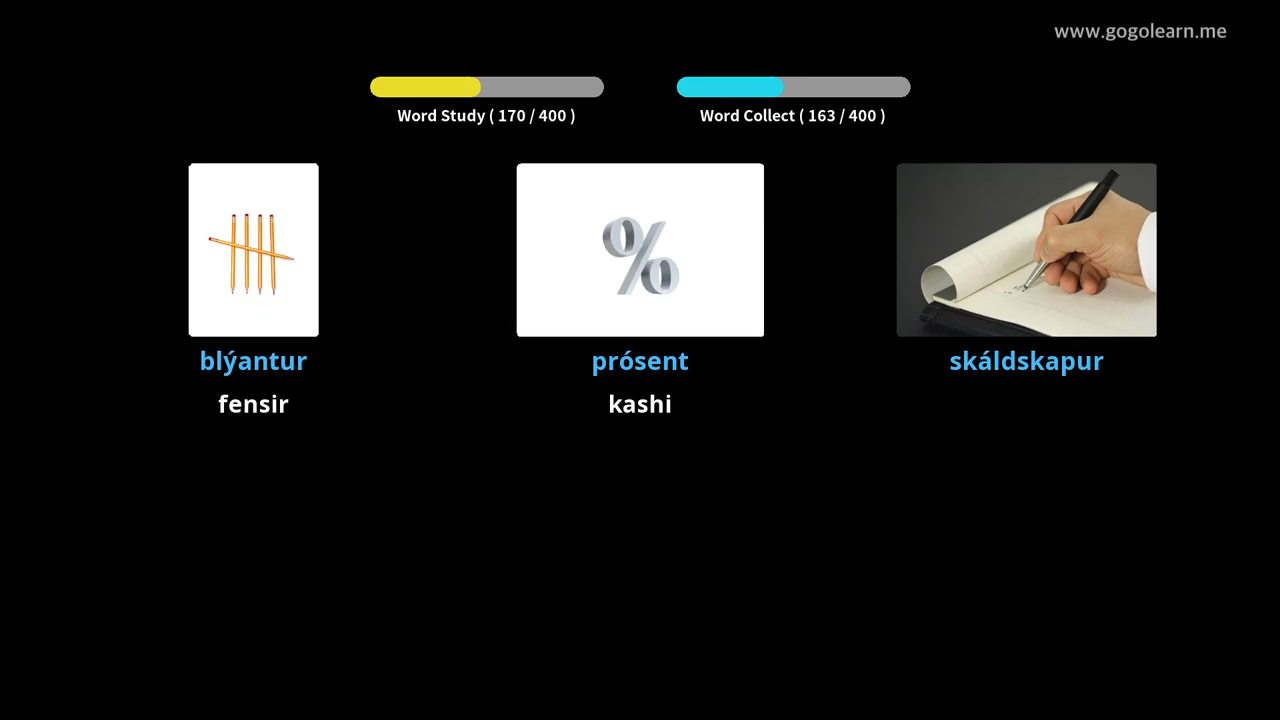 www.gogolearn.me
Word Study ( 170 / 400 )
Word Collect ( 163 / 400 )
blýantur
prósent
skáldskapur
fensir
kashi